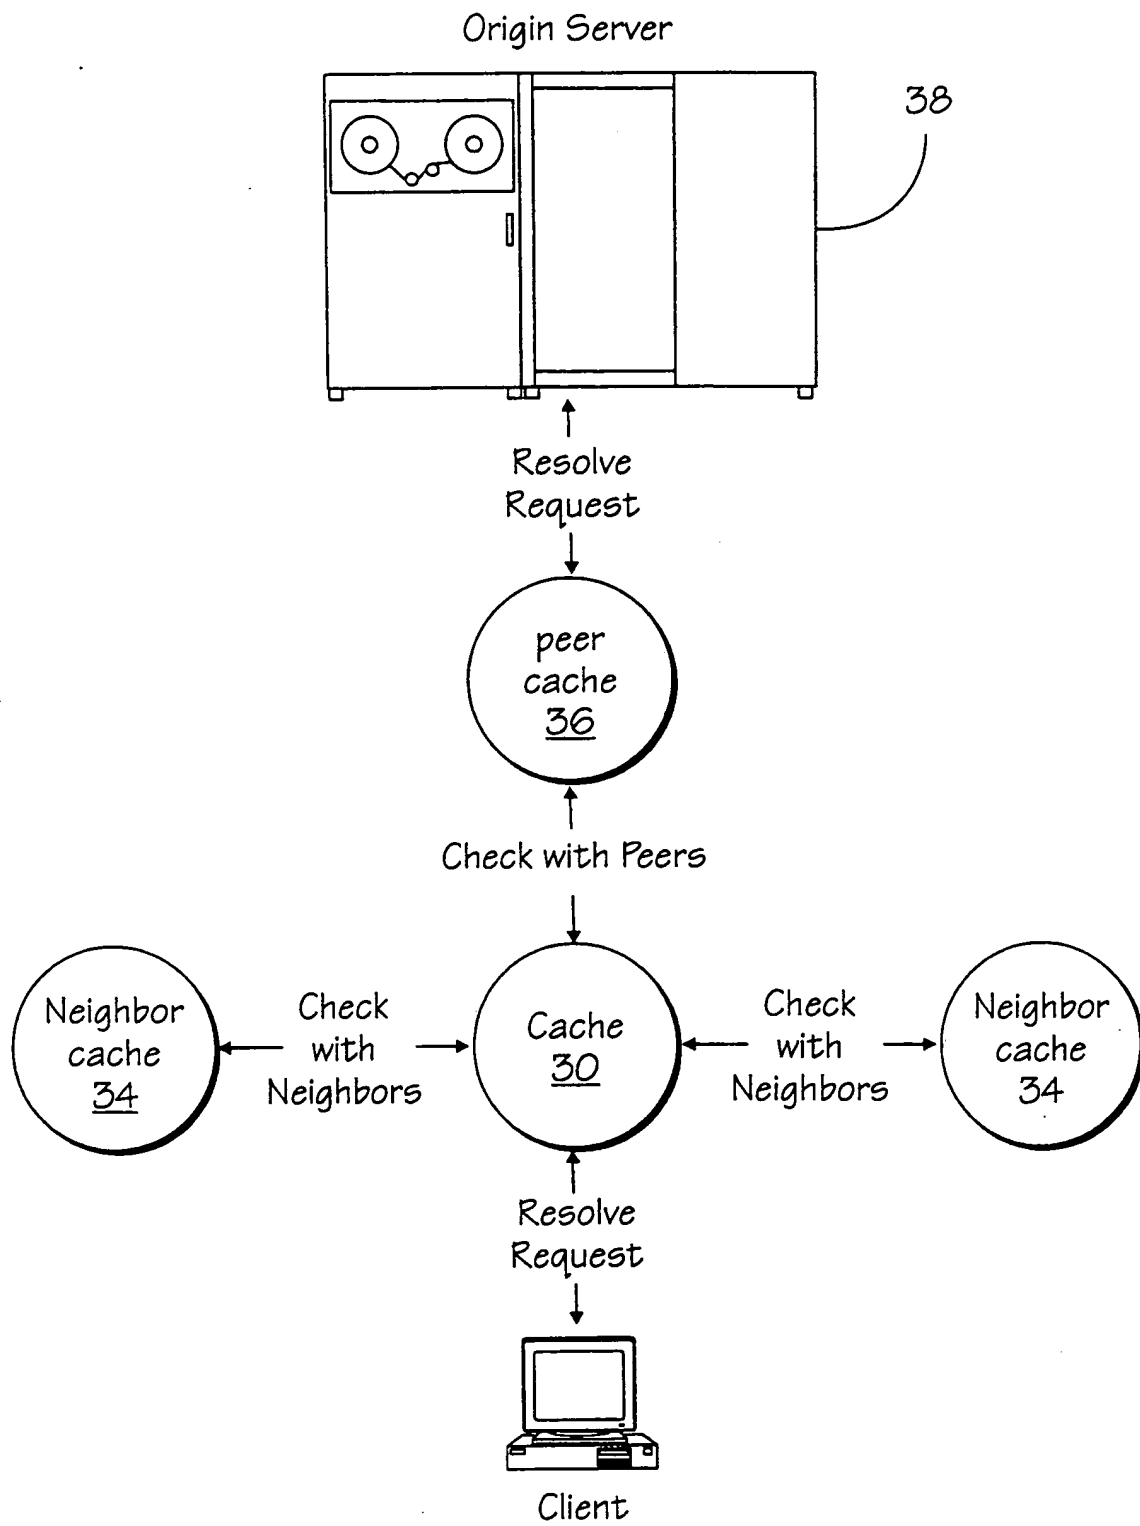 Origin Server
38
Resolve
Request
peer
cache
36
Check with Peers
Neighbor
cache
34
Check
with
Neighbors
Cache
30
Check
with
Neighbors
Neighbor
cache
34
Resolve
Request
Client